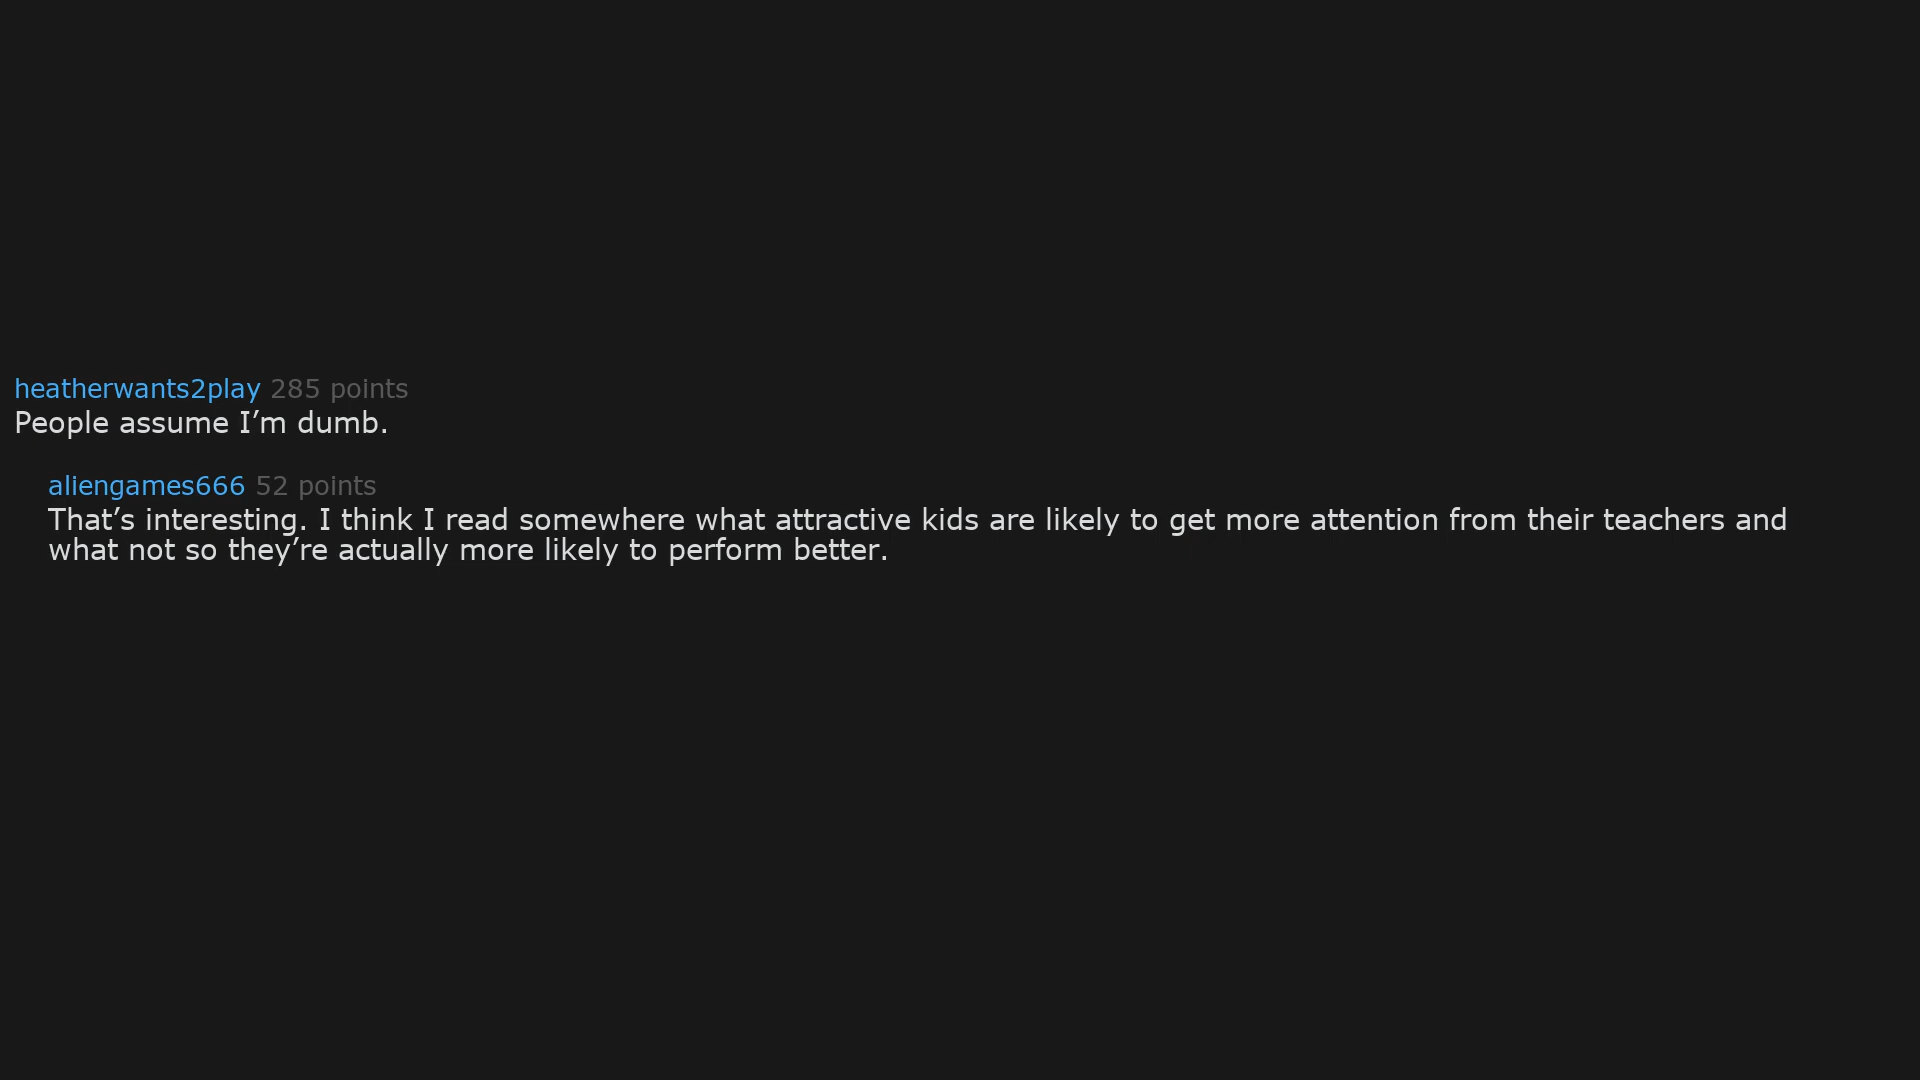 heatherwants2play 285 points
People assume I’m dumb.
aliengames666 52 points
That’s interesting. I think I read somewhere what attractive kids are likely to get more attention from their teachers and
what not so they’re actually more likely to perform better.